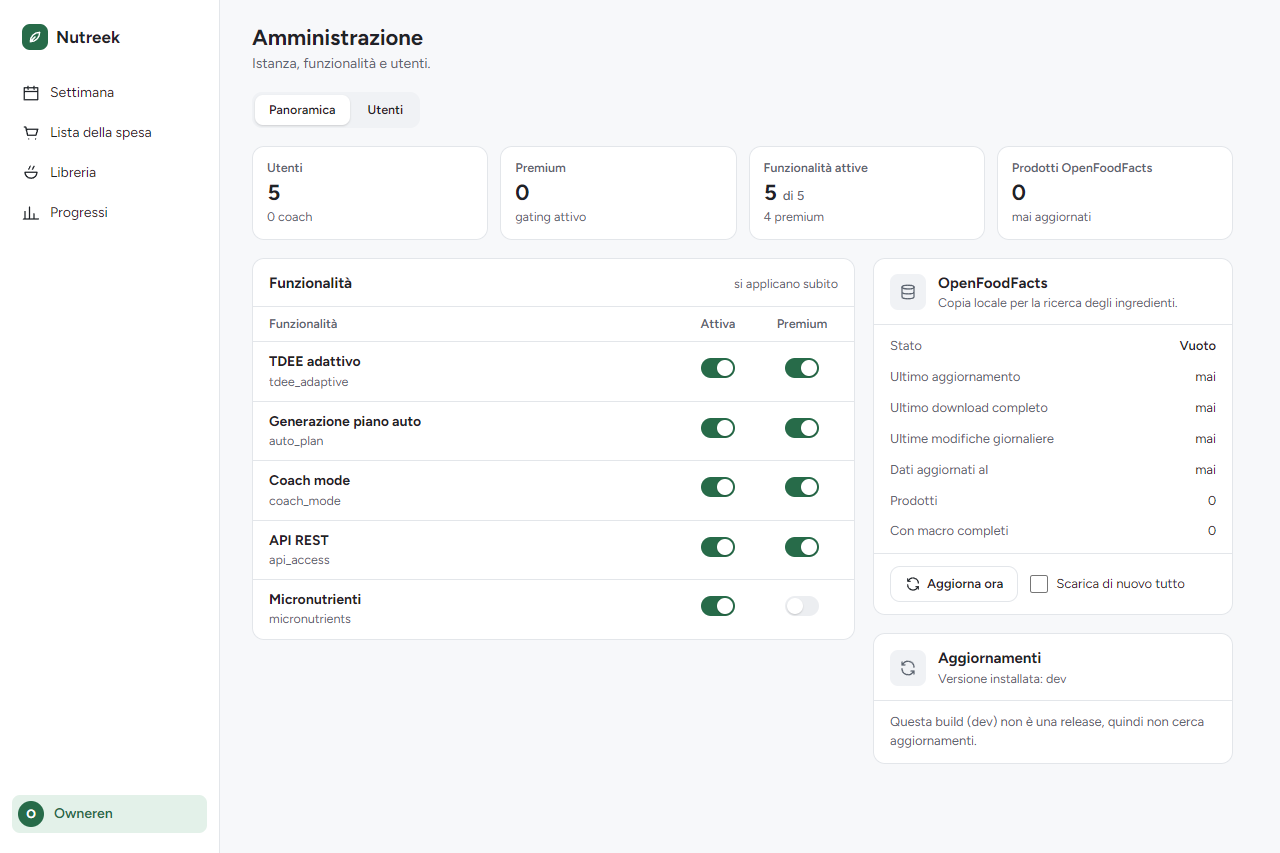 Nutreek
Settimana
Lista della spesa
Libreria
Progressi
Owneren
Amministrazione
Istanza, funzionalità e utenti.
Panoramica
Utenti
Utenti
5
0 coach
Premium
0
gating attivo
Funzionalità attive
5 di 5
4 premium
Prodotti OpenFoodFacts
0
mai aggiornati
Funzionalità si applicano subito
Funzionalità Attiva Premium
TDEE adattivo
tdee_adaptive
Generazione piano auto
auto_plan
Coach mode
coach_mode
API REST
api_access
Micronutrienti
micronutrients
OpenFoodFacts
Copia locale per la ricerca degli ingredienti.
Stato Vuoto
Ultimo aggiornamento mai
Ultimo download completo mai
Ultime modifiche giornaliere mai
Dati aggiornati al mai
Prodotti 0
Con macro completi 0
Aggiorna ora Scarica di nuovo tutto
Aggiornamenti
Versione installata: dev
Questa build (dev) non è una release, quindi non cerca
aggiornamenti.